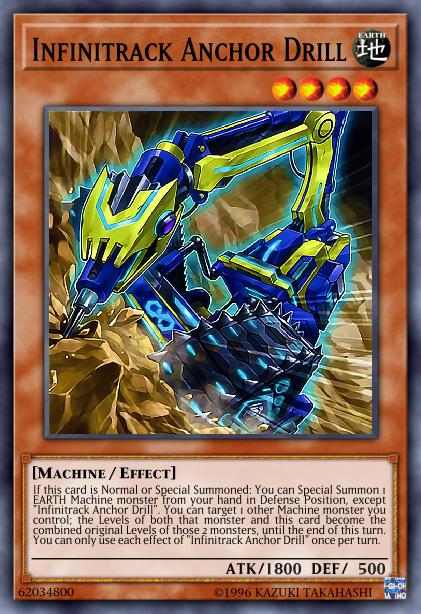 INFINITRACK ANCHOR DRILL
EARTH
地
[MACHINE / EFFECT]
If this card is Normal or Special Summoned: You can Special Summon 1
EARTH Machine monster from your hand in Defense Position, except
"Infinitrack Anchor Drill". You can target 1 other Machine monster you
control; the Levels of both that monster and this card become the
combined original Levels of those 2 monsters, until the end of this turn.
You can only use each effect of "Infinitrack Anchor Drill" once per turn.
ATK/1800 DEF/ 500
62034800
©1996 KAZUKI TAKAHASHI